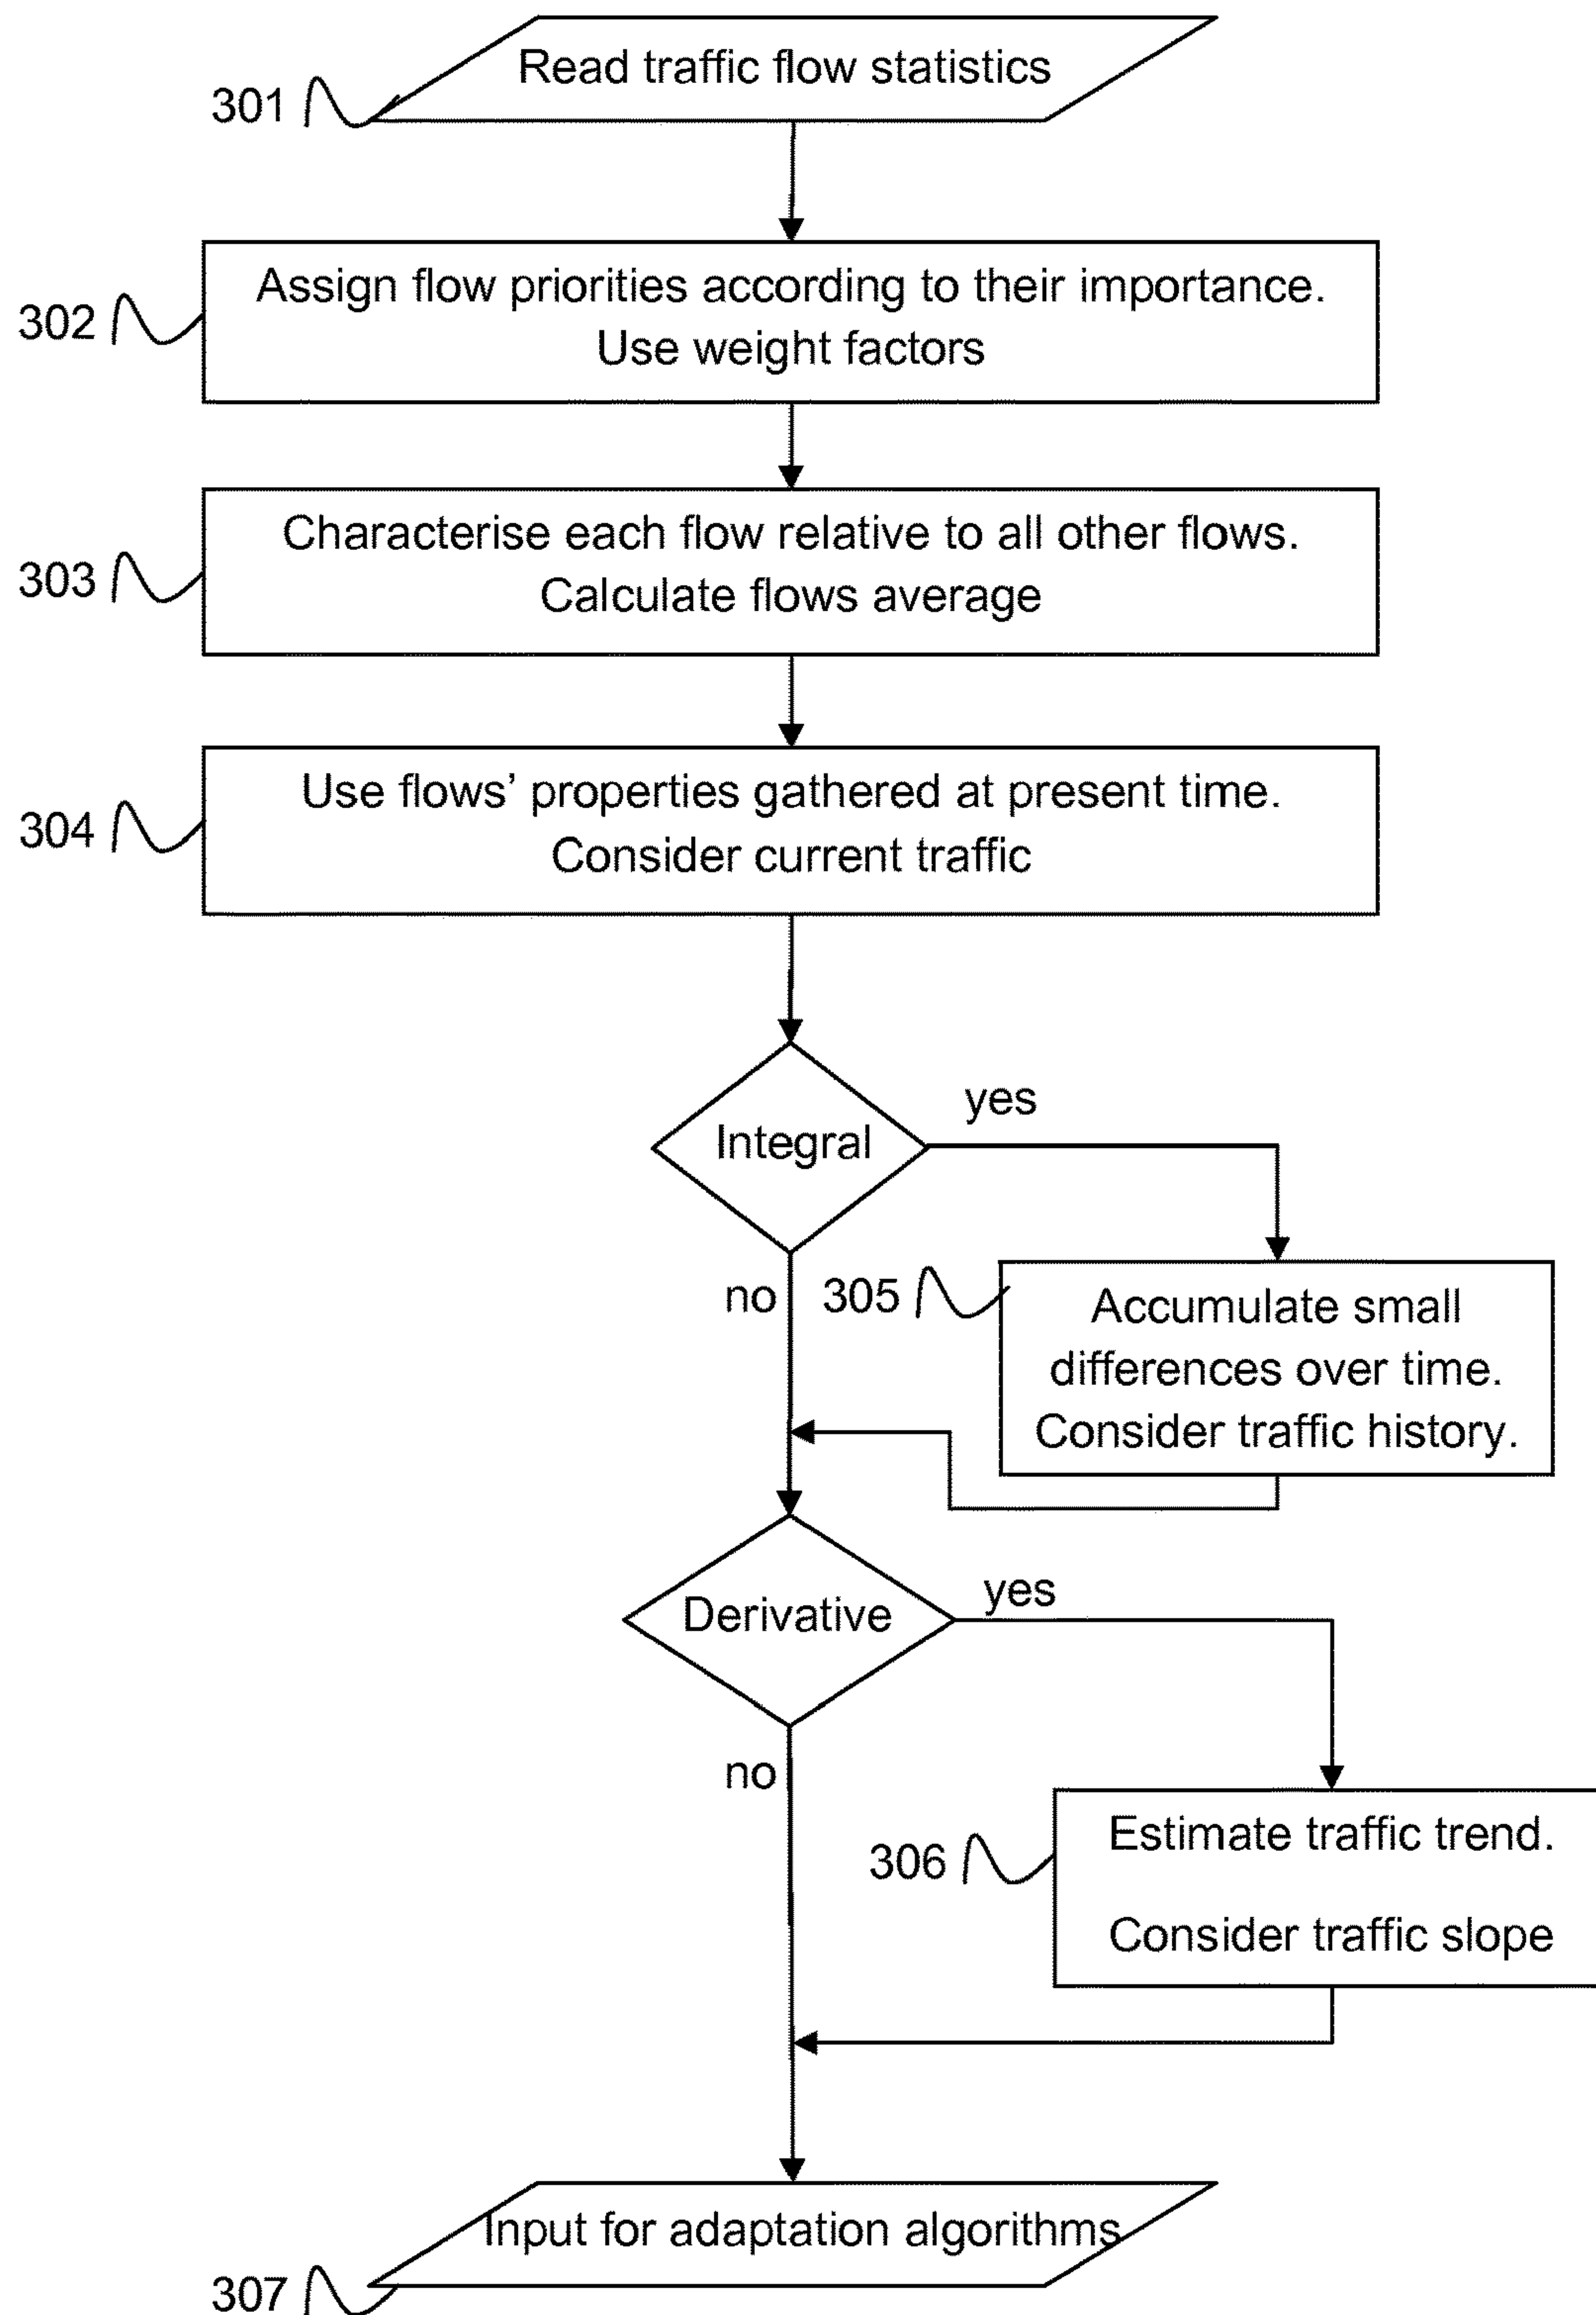 Read traffic flow statistics
301
Assign flow priorities according to their importance.
Use weight factors
302
Characterise each flow relative to all other flows.
Calculate flows average
303
Use flows’ properties gathered at present time.
Consider current traffic
304
Integral
yes
no
305
Accumulate small
differences over time.
Consider traffic history.
Derivative
yes
no
306
Estimate traffic trend.
Consider traffic slope
Input for adaptation algorithms
307